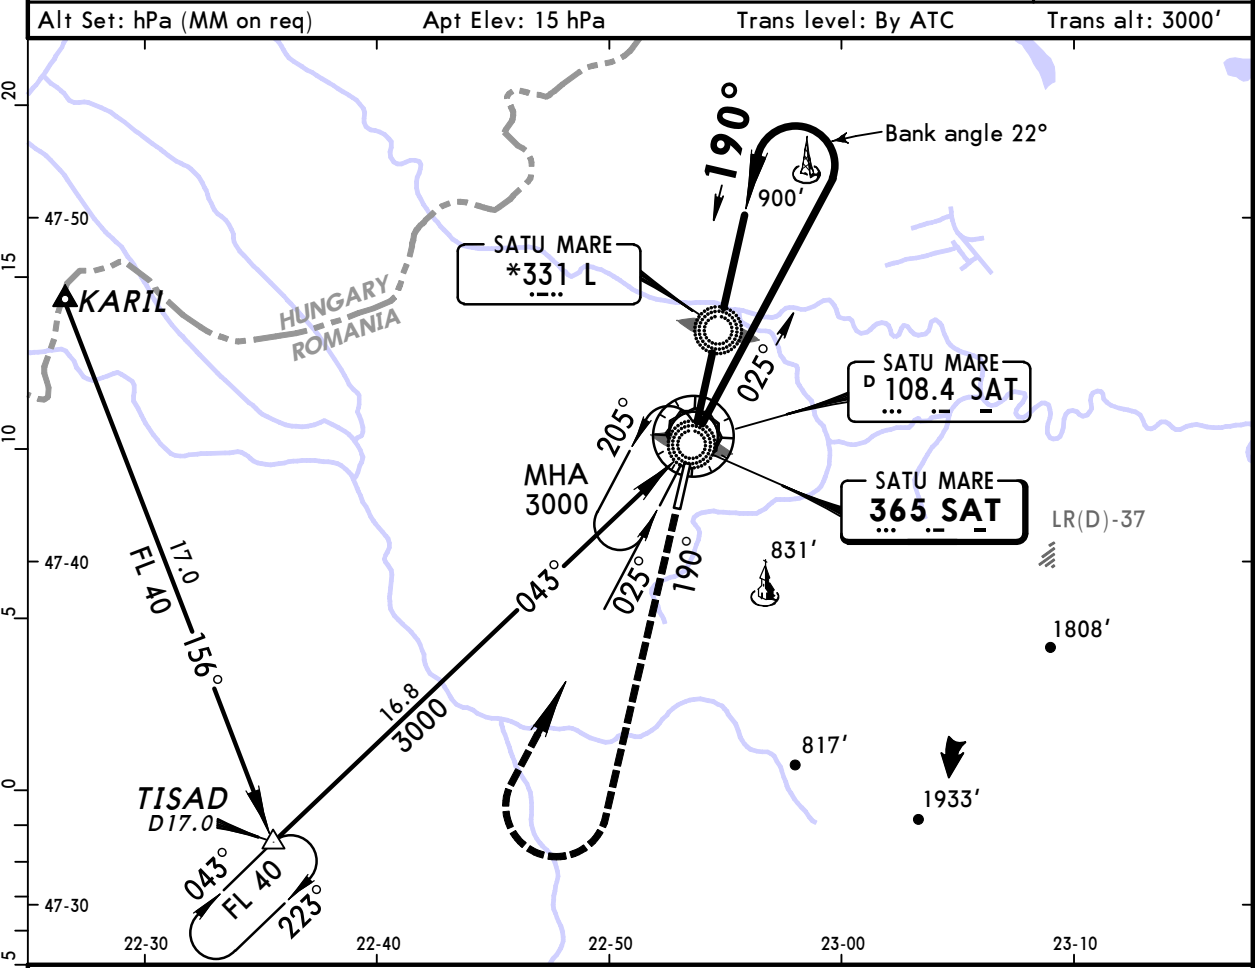 Alt Set: hPa (MM on req) Apt Elev: 15 hPa Trans level: By ATC Trans alt: 3000'
20
190°
Bank angle 22°
900'
47-50
SATU MARE
*331 L
15
KARIL
HUNGARY
ROMANIA
025°
SATU MARE
D 108.4 SAT
205°
10
MHA
3000
SATU MARE
365 SAT
LR(D)-37
831'
47-40
17.0
FL 40
043°
025°
190°
5
1808'
156°
16.8
3000
817'
0
TISAD
D17.0
1933'
043°
FL 40
223°
47-30
5
22-30 22-40 22-50 23-00 23-10